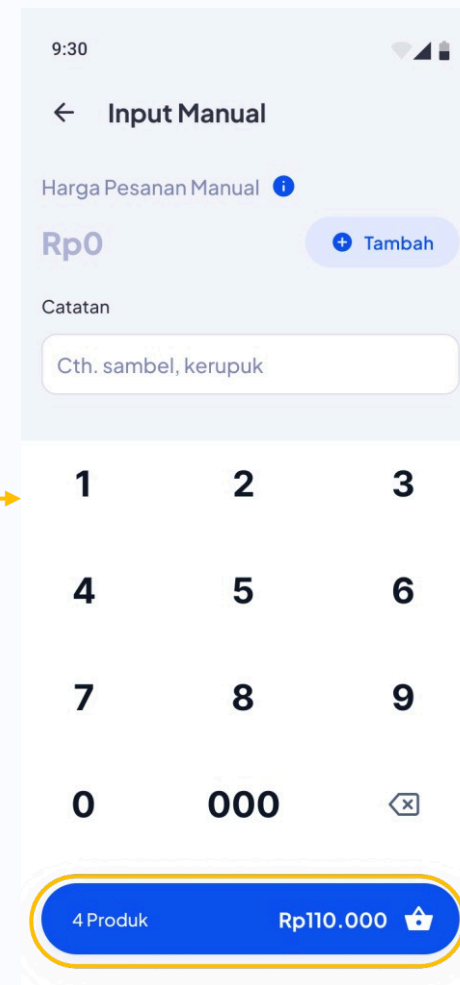 9:30
Input Manual
Harga Pesanan Manual
Rp0
Tambah
Catatan
Cth. sambel, kerupuk
1 2 3
4 5 6
7 8 9
0 000
4 Produk Rp110.000